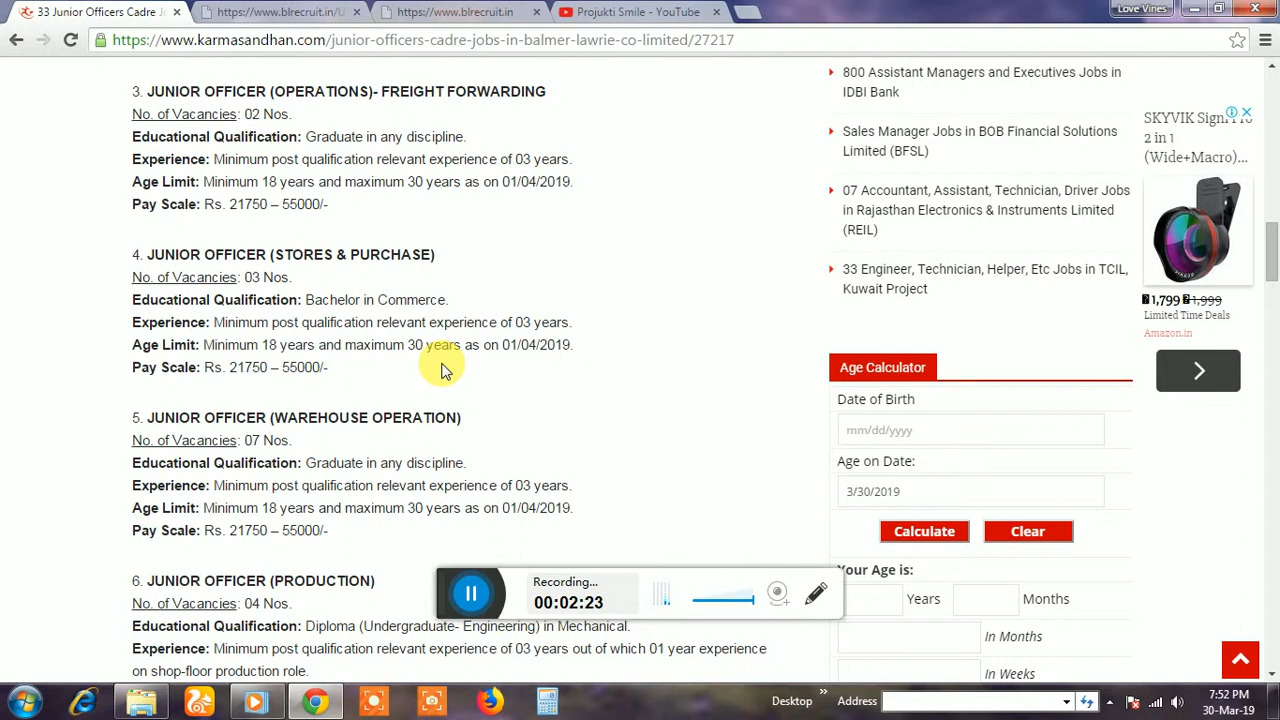 33 Junior Officers Cadre J
https://www.blrecruit.in/U
https://www.blrecruit.in
Projukti Smile - YouTube
Love Vines
https://www.karmasandhan.com/junior-officers-cadre-jobs-in-balmer-lawrie-co-limited/27217
3. JUNIOR OFFICER (OPERATIONS)- FREIGHT FORWARDING
No. of Vacancies: 02 Nos.
Educational Qualification: Graduate in any discipline.
Experience: Minimum post qualification relevant experience of 03 years.
Age Limit: Minimum 18 years and maximum 30 years as on 01/04/2019.
Pay Scale: Rs. 21750 – 55000/-
4. JUNIOR OFFICER (STORES & PURCHASE)
No. of Vacancies: 03 Nos.
Educational Qualification: Bachelor in Commerce.
Experience: Minimum post qualification relevant experience of 03 years.
Age Limit: Minimum 18 years and maximum 30 years as on 01/04/2019.
Pay Scale: Rs. 21750 – 55000/-
5. JUNIOR OFFICER (WAREHOUSE OPERATION)
No. of Vacancies: 07 Nos.
Educational Qualification: Graduate in any discipline.
Experience: Minimum post qualification relevant experience of 03 years.
Age Limit: Minimum 18 years and maximum 30 years as on 01/04/2019.
Pay Scale: Rs. 21750 – 55000/-
6. JUNIOR OFFICER (PRODUCTION)
No. of Vacancies: 04 Nos.
Educational Qualification: Diploma (Undergraduate- Engineering) in Mechanical.
Experience: Minimum post qualification relevant experience of 03 years out of which 01 year experience
on shop-floor production role.
800 Assistant Managers and Executives Jobs in
IDBI Bank
Sales Manager Jobs in BOB Financial Solutions
Limited (BFSL)
07 Accountant, Assistant, Technician, Driver Jobs
in Rajasthan Electronics & Instruments Limited
(REIL)
33 Engineer, Technician, Helper, Etc Jobs in TCIL,
Kuwait Project
Age Calculator
Date of Birth
mm/dd/yyyy
Age on Date:
3/30/2019
Calculate
Clear
Your Age is:
Years
Months
In Months
In Weeks
SKYVIK
2 in 1
(Wide+Macro)...
1,799 1,999
Limited Time Deals
Amazon.in
Recording...
00:02:23
Desktop
Address
7:52 PM
30-Mar-19